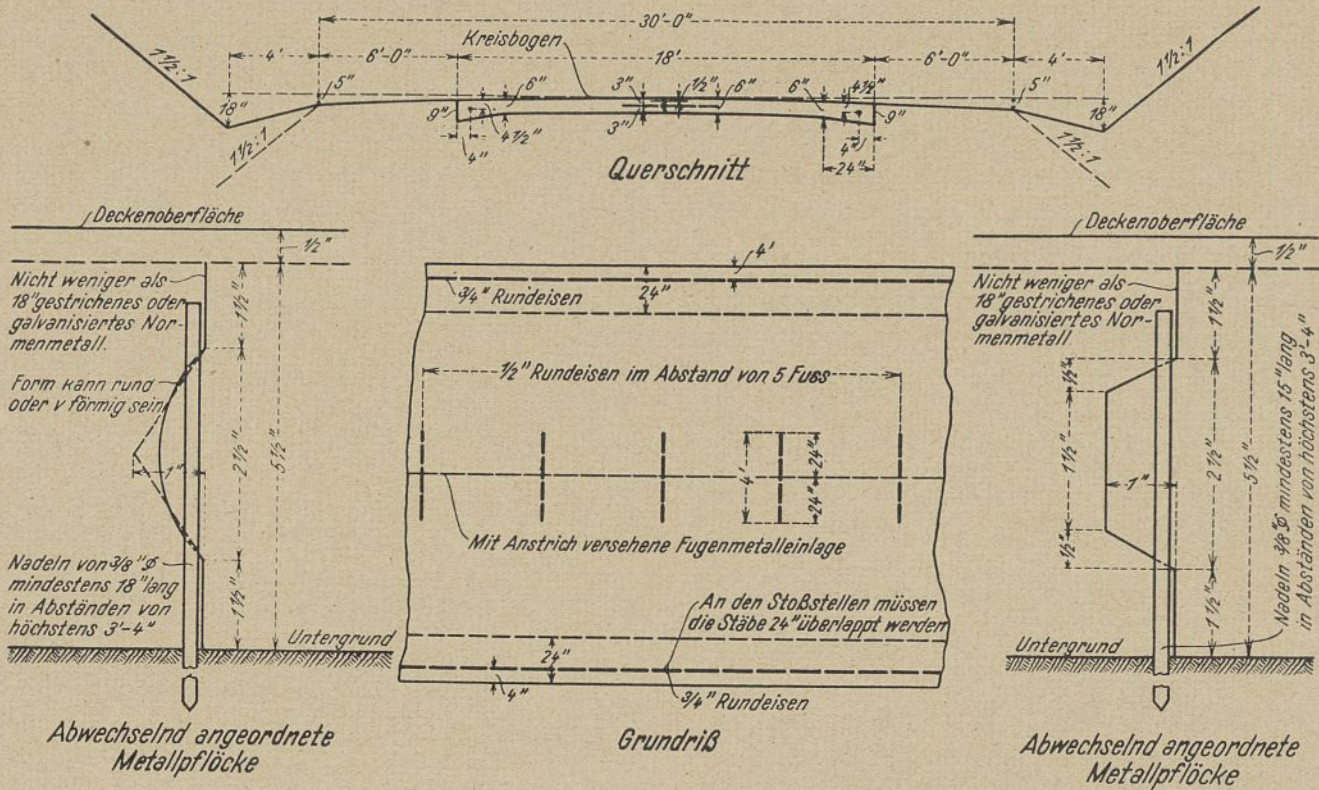 30'-0"
Kreisbogen
4'
6'-0"
18'
6'-0"
4'
1½:1
1½:1
18"
5"
9"
4½"
6"
3"
3"
½"
6"
6"
4½"
9"
5"
18"
4"
4"
24"
1½:1
1½:1
Querschnitt
Deckenoberfläche
½"
Nicht weniger als
18" gestrichenes oder
galvanisiertes Nor-
menmetall.
1½"
Form kann rund
oder v förmig sein
1"
2½"
5½"
Nadeln von ⅜" ⌀
mindestens 18" lang
in Abständen von
höchstens 3'-4"
1½"
Untergrund
Abwechselnd angeordnete
Metallpflöcke
4'
¾" Rundeisen
24"
½" Rundeisen im Abstand von 5 Fuss
4'
24"
24"
Mit Anstrich versehene Fugenmetalleinlage
An den Stoßstellen müssen
die Stäbe 24" überlappt werden
24"
4"
¾" Rundeisen
Grundriß
Deckenoberfläche
½"
Nicht weniger als
18" gestrichenes oder
galvanisiertes Nor-
menmetall
1½"
½"
1½"
1"
2½"
5½"
½"
1½"
Nadeln ⅜" ⌀ mindestens 15" lang
in Abständen von höchstens 3'-4"
Untergrund
Abwechselnd angeordnete
Metallpflöcke